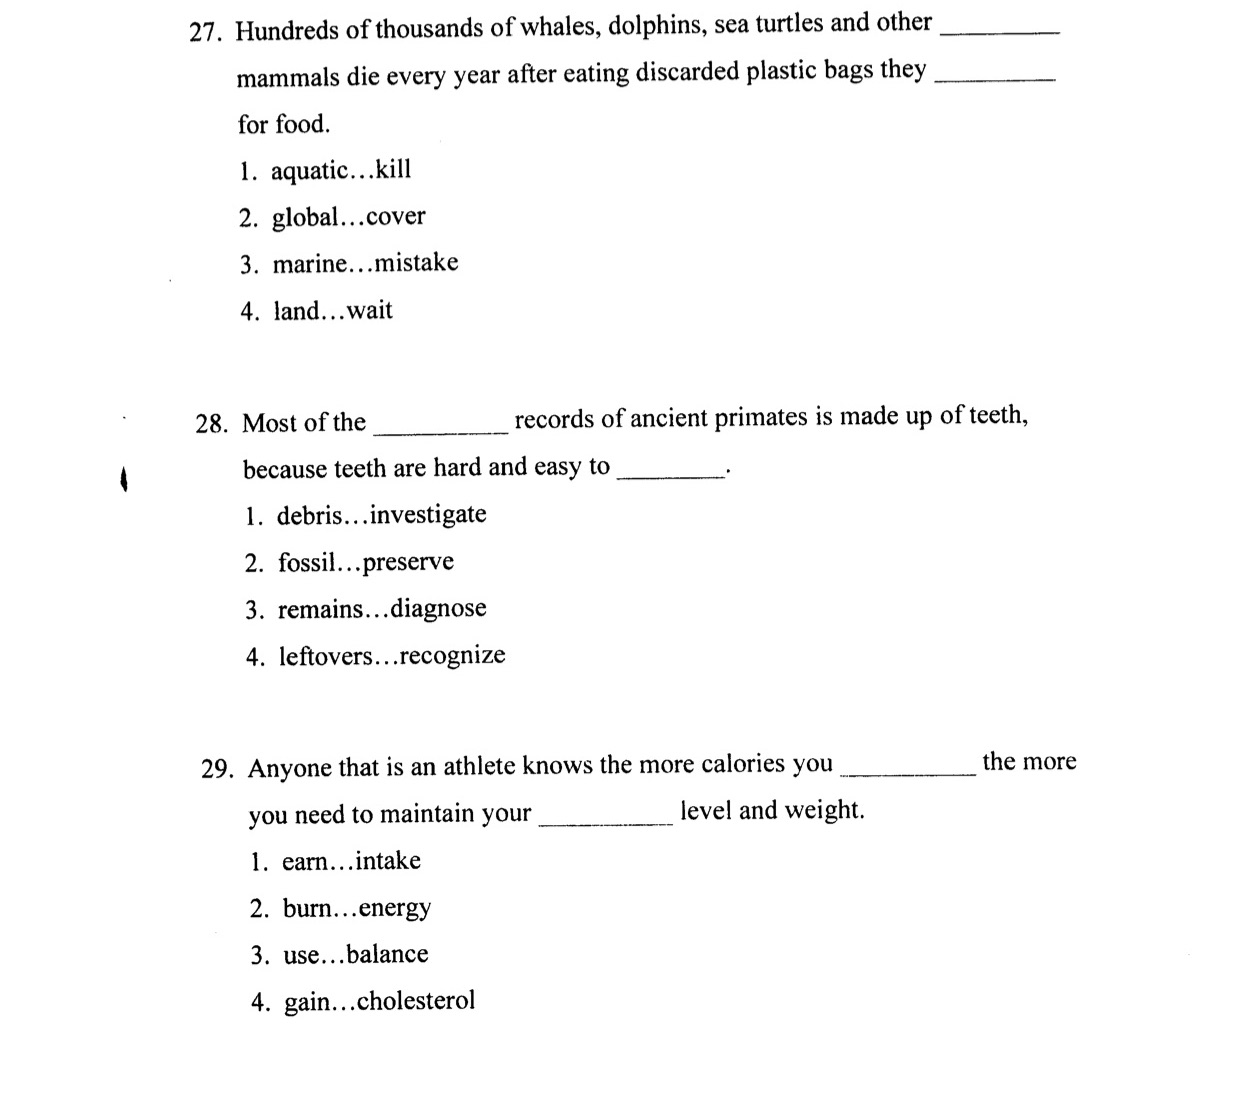 27. Hundreds of thousands of whales, dolphins, sea turtles and other __________
mammals die every year after eating discarded plastic bags they __________
for food.
1. aquatic...kill
2. global...cover
3. marine...mistake
4. land...wait
28. Most of the ___________ records of ancient primates is made up of teeth,
because teeth are hard and easy to _________.
1. debris...investigate
2. fossil...preserve
3. remains...diagnose
4. leftovers...recognize
29. Anyone that is an athlete knows the more calories you ___________ the more
you need to maintain your ___________ level and weight.
1. earn...intake
2. burn...energy
3. use...balance
4. gain...cholesterol